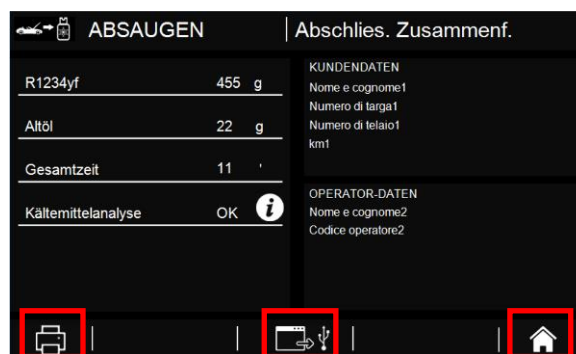 ABSAUGEN
Abschlies. Zusammenf.
R1234yf 455 g
Altöl 22 g
Gesamtzeit 11 '
Kältemittelanalyse OK i
KUNDENDATEN
Nome e cognome1
Numero di targa1
Numero di telaio1
km1
OPERATOR-DATEN
Nome e cognome2
Codice operatore2